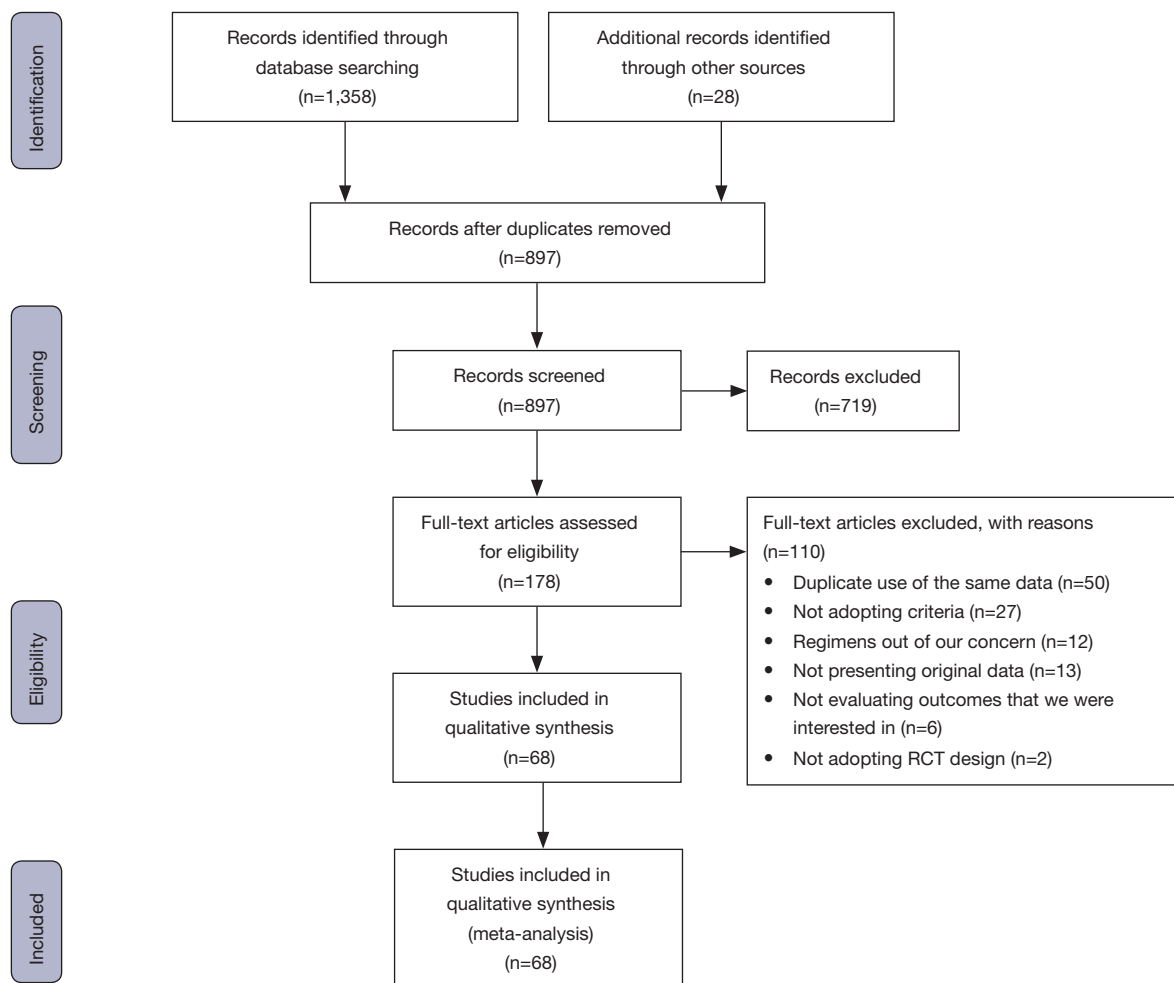 Identification
Records identified through
database searching
(n=1,358)
Additional records identified
through other sources
(n=28)
Records after duplicates removed
(n=897)
Screening
Records screened
(n=897)
Records excluded
(n=719)
Eligibility
Full-text articles assessed
for eligibility
(n=178)
Full-text articles excluded, with reasons
(n=110)
• Duplicate use of the same data (n=50)
• Not adopting criteria (n=27)
• Regimens out of our concern (n=12)
• Not presenting original data (n=13)
• Not evaluating outcomes that we were
interested in (n=6)
• Not adopting RCT design (n=2)
Studies included in
qualitative synthesis
(n=68)
Included
Studies included in
qualitative synthesis
(meta-analysis)
(n=68)